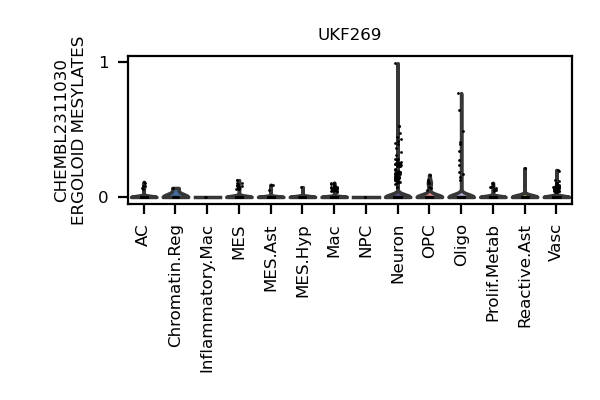 UKF269
CHEMBL2311030
ERGOLOID MESYLATES
1
0
AC
Chromatin.Reg
Inflammatory.Mac
MES
MES.Ast
MES.Hyp
Mac
NPC
Neuron
OPC
Oligo
Prolif.Metab
Reactive.Ast
Vasc